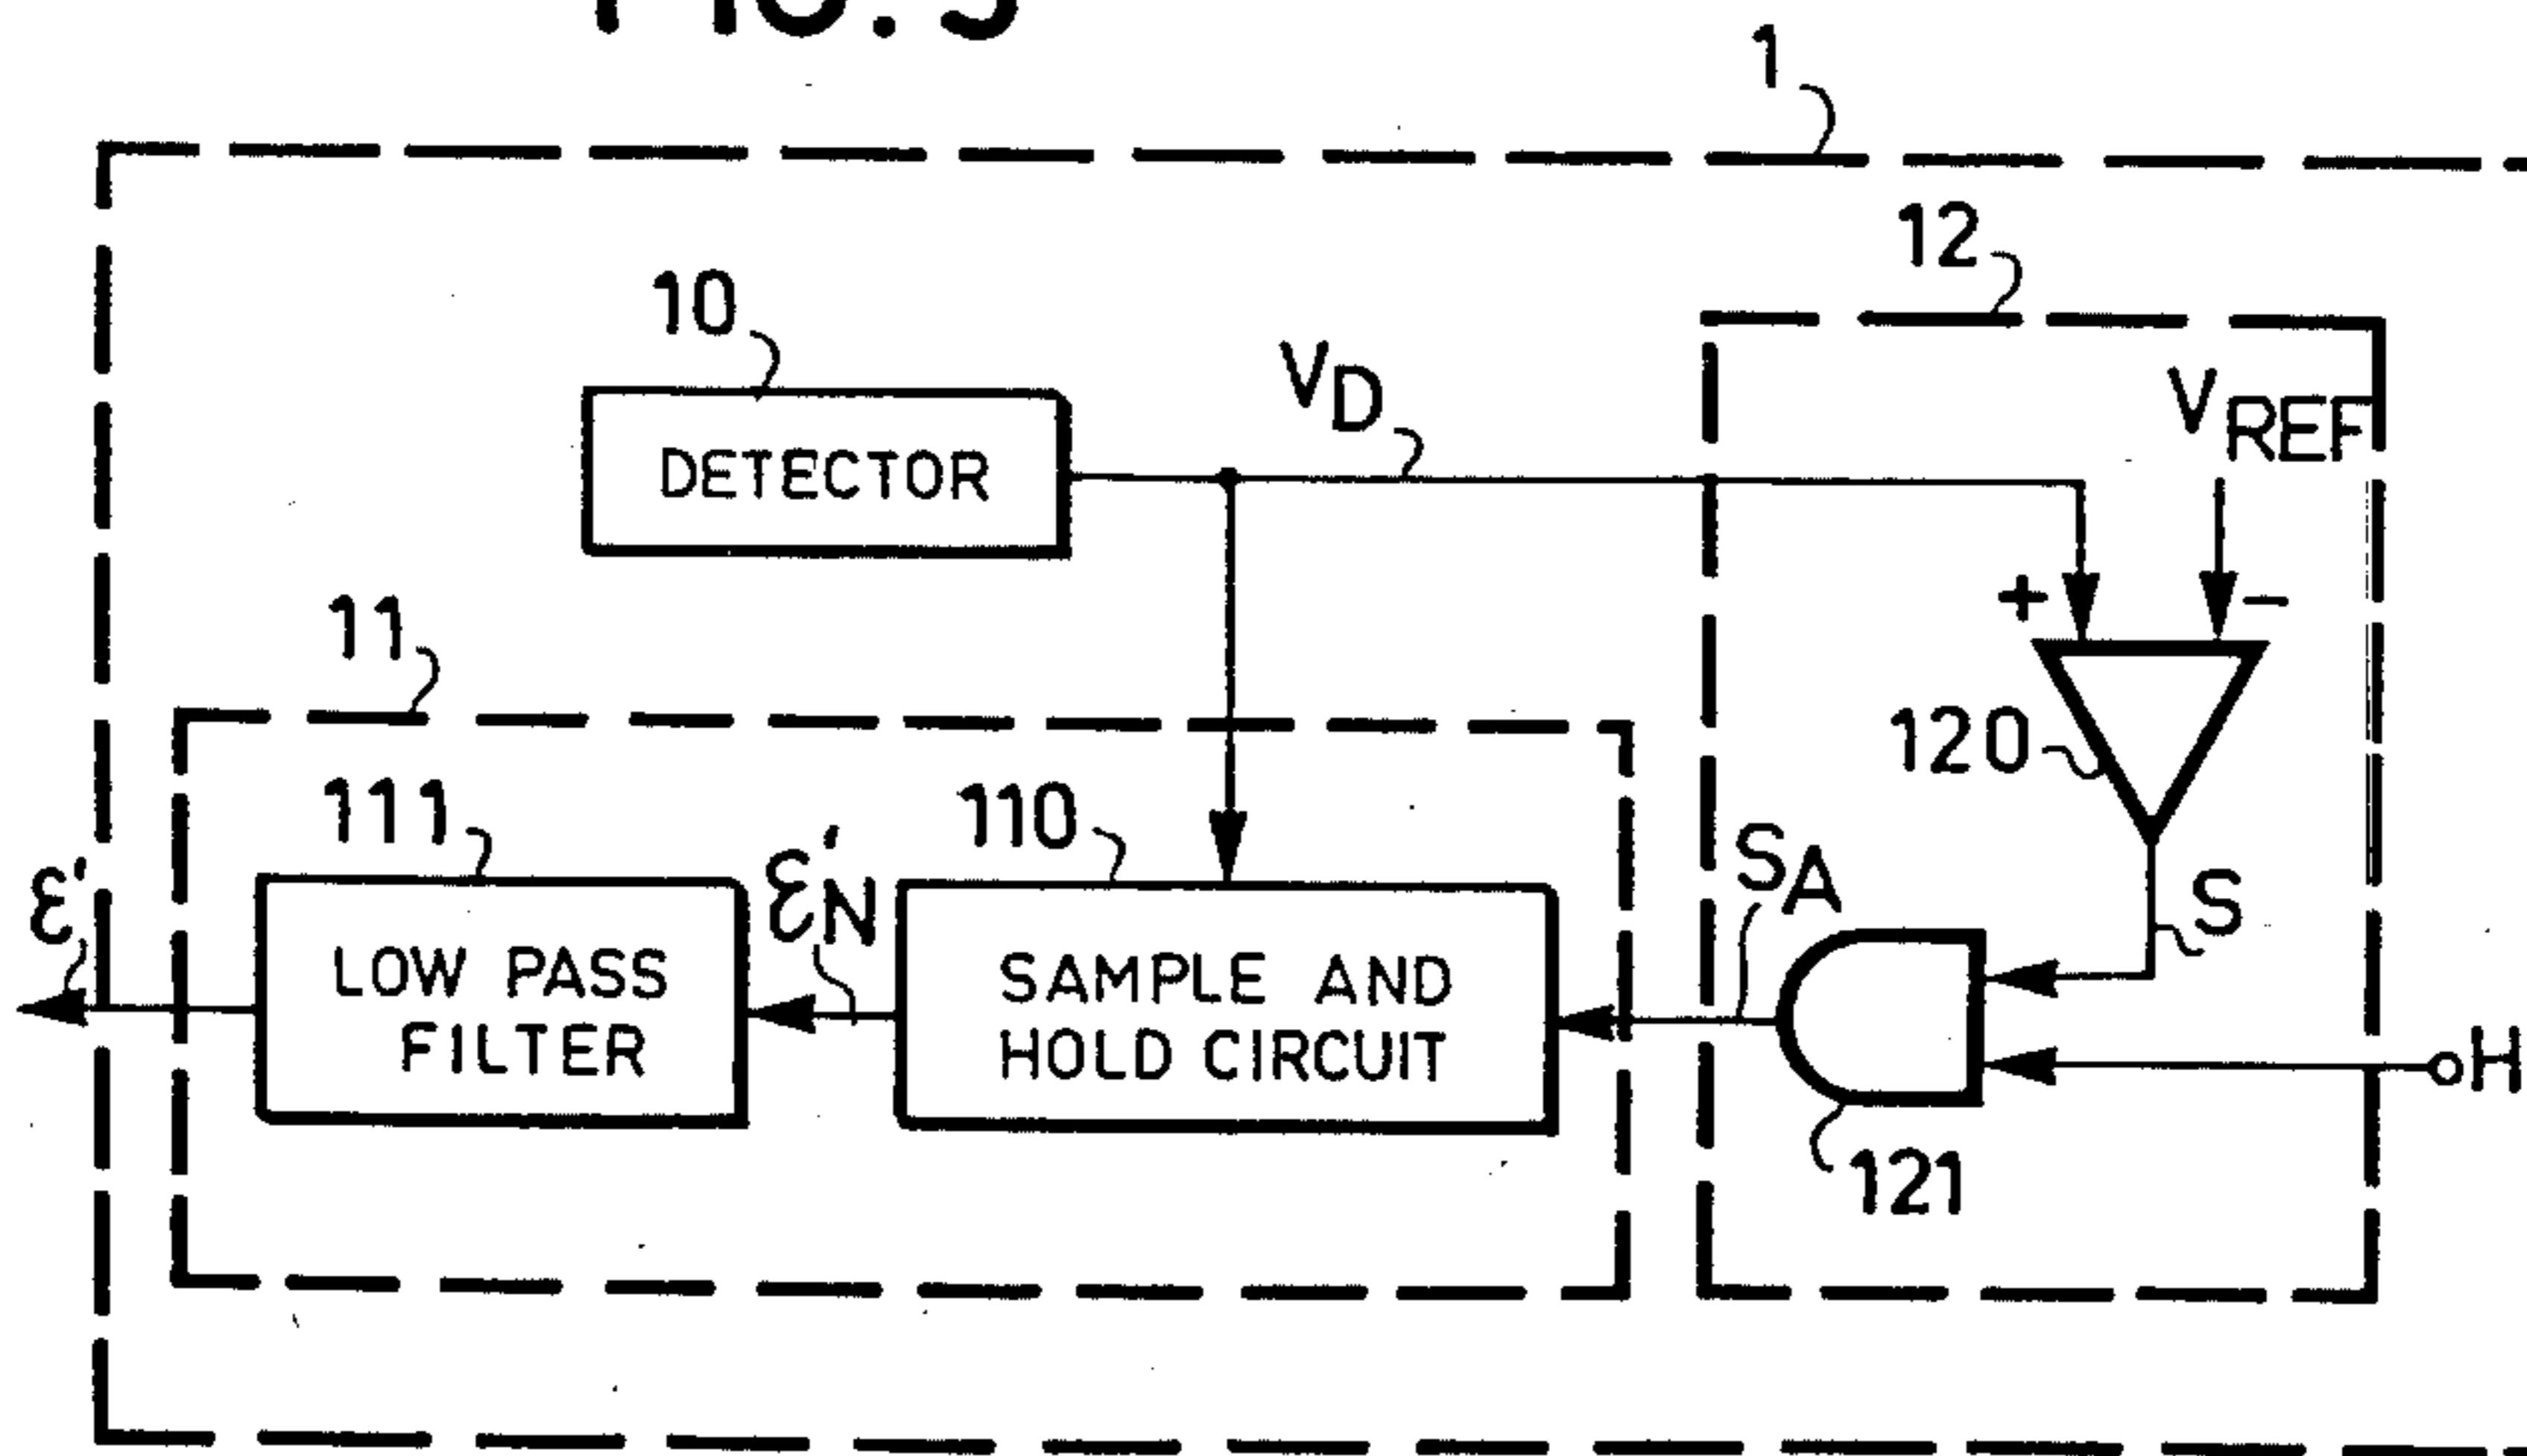 FIG. 5
1
12
10
V_D
V_REF
DETECTOR
+
−
11
120
111
110
ε'
ε'_N
S_A
S
LOW PASS
FILTER
SAMPLE AND
HOLD CIRCUIT
H
121